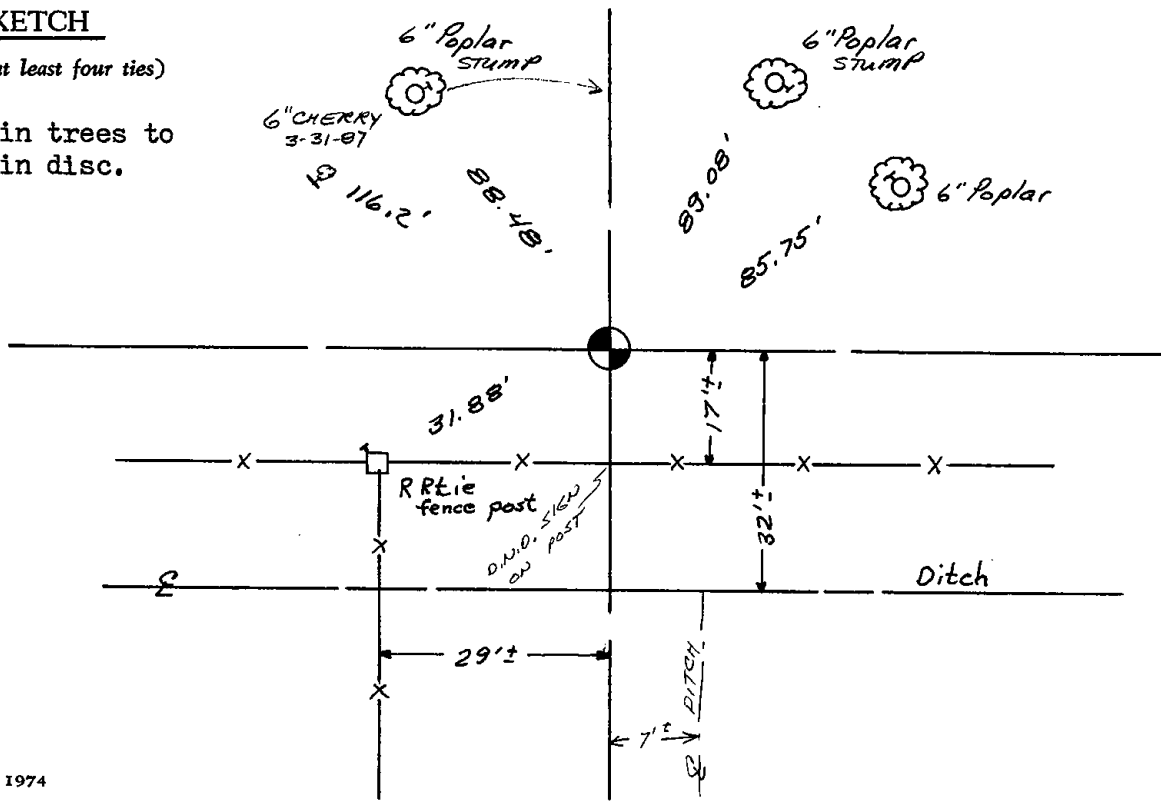 KETCH
at least four ties)
in trees to
in disc.
6" Poplar
STUMP
6" Poplar
STUMP
6" CHERRY
3-31-87
116.2'
88.48'
89.08'
85.75'
6" Poplar
31.88'
17'±
32'±
R R tie
fence post
D.N.O. SIGN
ON POST
℄
Ditch
29'±
7'±
℄ DITCH
1974